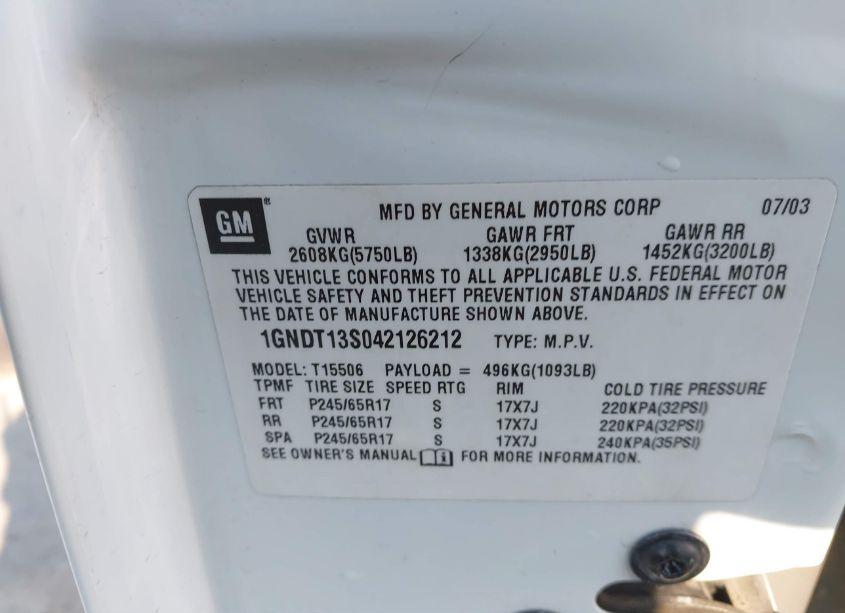 GM® MFD BY GENERAL MOTORS CORP 07/03
GVWR GAWR FRT GAWR RR
2608KG(5750LB) 1338KG(2950LB) 1452KG(3200LB)
THIS VEHICLE CONFORMS TO ALL APPLICABLE U.S. FEDERAL MOTOR
VEHICLE SAFETY AND THEFT PREVENTION STANDARDS IN EFFECT ON
THE DATE OF MANUFACTURE SHOWN ABOVE.
1GNDT13S042126212 TYPE: M.P.V.
MODEL: T15506 PAYLOAD = 496KG(1093LB)
TPMF TIRE SIZE SPEED RTG RIM COLD TIRE PRESSURE
FRT P245/65R17 S 17X7J 220KPA(32PSI)
RR P245/65R17 S 17X7J 220KPA(32PSI)
SPA P245/65R17 S 17X7J 240KPA(35PSI)
SEE OWNER'S MANUAL i FOR MORE INFORMATION.